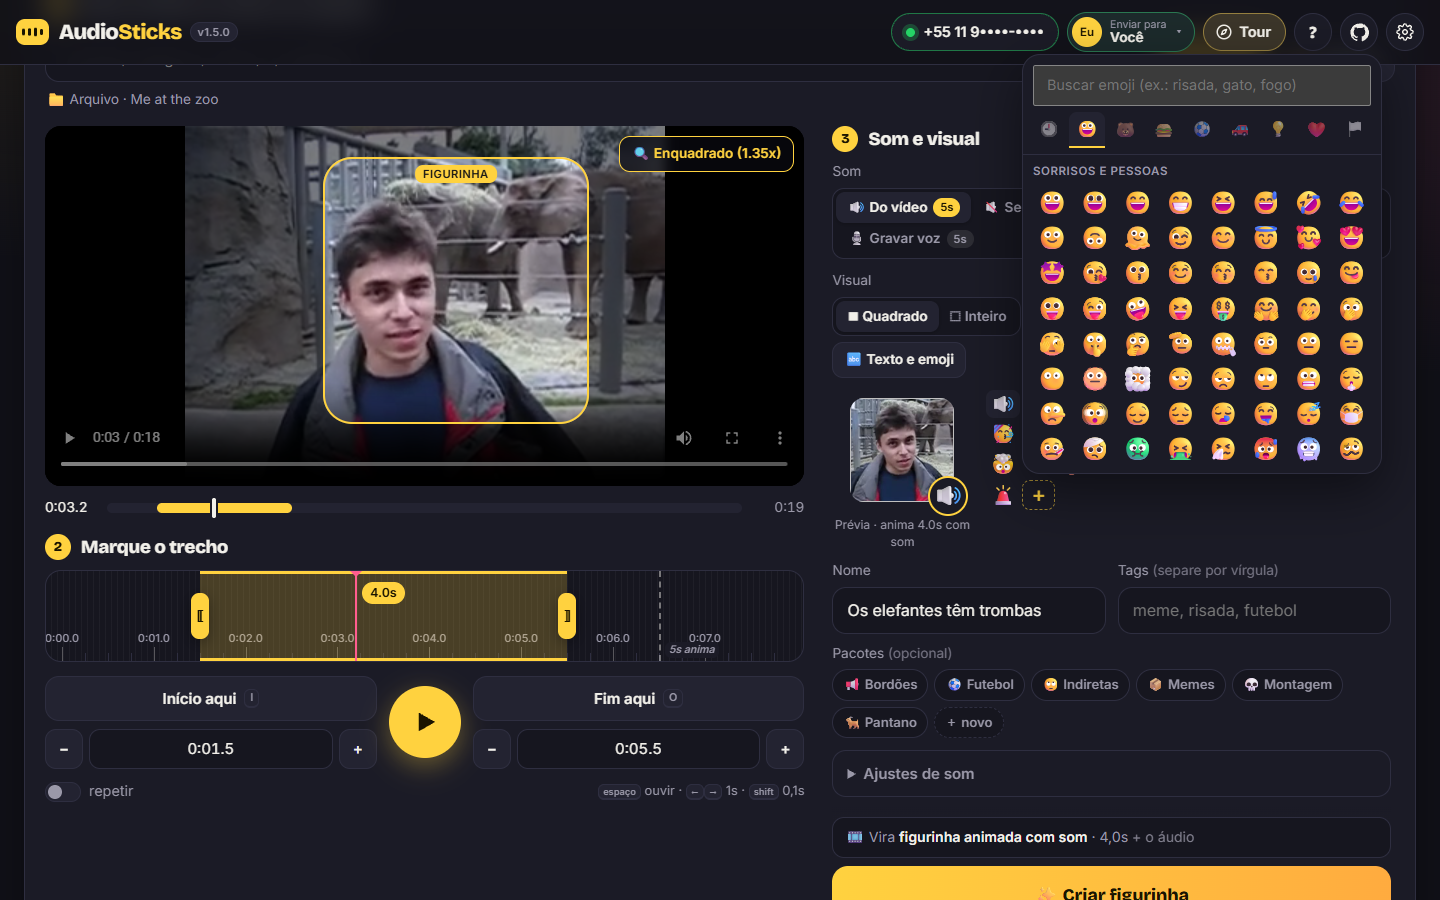 AudioSticks v1.5.0
+55 11 9••••-••••
Eu
Enviar para
Você
Tour
?
Arquivo · Me at the zoo
Enquadrado (1.35x)
FIGURINHA
0:03 / 0:18
0:03.2
0:19
2 Marque o trecho
4.0s
0:00.0 0:01.0 0:02.0 0:03.0 0:04.0 0:05.0 0:06.0 0:07.0
5s anima
Início aqui I
Fim aqui O
− 0:01.5 +
− 0:05.5 +
repetir
espaço ouvir · ← → 1s · shift 0,1s
3 Som e visual
Som
Do vídeo 5s
Se
Gravar voz 5s
Visual
Quadrado
Inteiro
abc Texto e emoji
Prévia · anima 4.0s com
som
+
Buscar emoji (ex.: risada, gato, fogo)
SORRISOS E PESSOAS
Nome
Os elefantes têm trombas
Tags (separe por vírgula)
meme, risada, futebol
Pacotes (opcional)
Bordões
Futebol
Indiretas
Memes
Montagem
Pantano
+ novo
Ajustes de som
Vira figurinha animada com som · 4,0s + o áudio
Criar figurinha